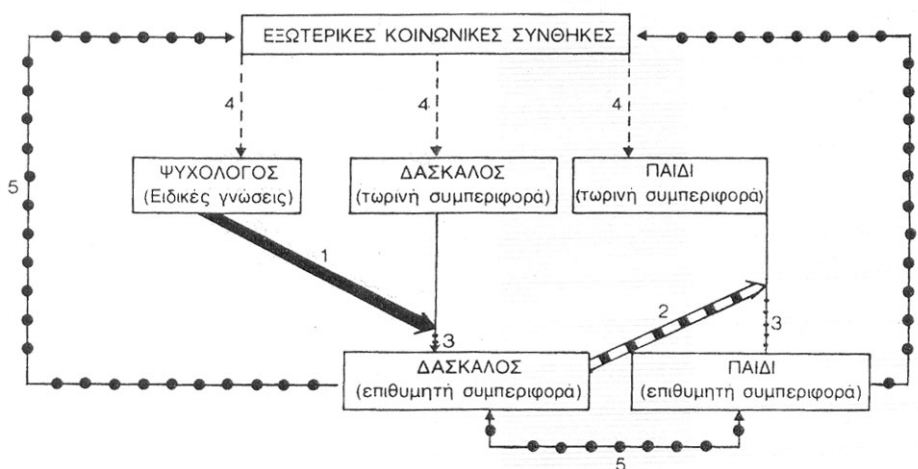 ΕΞΩΤΕΡΙΚΕΣ ΚΟΙΝΩΝΙΚΕΣ ΣΥΝΘΗΚΕΣ
4
4
4
ΨΥΧΟΛΟΓΟΣ
(Ειδικές γνώσεις)
ΔΑΣΚΑΛΟΣ
(τωρινή συμπεριφορά)
ΠΑΙΔΙ
(τωρινή συμπεριφορά)
5
1
2
3
3
ΔΑΣΚΑΛΟΣ
(επιθυμητή συμπεριφορά)
ΠΑΙΔΙ
(επιθυμητή συμπεριφορά)
5